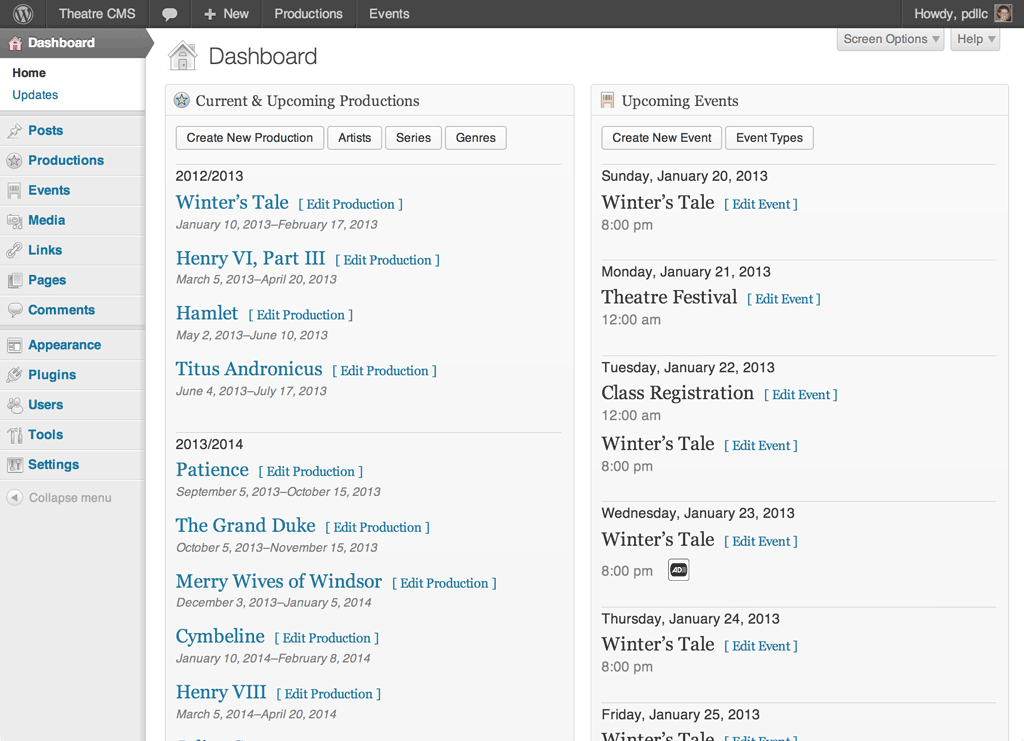 Theatre CMS
New
Productions
Events
Howdy, pdllc
Dashboard
Home
Updates
Posts
Productions
Events
Media
Links
Pages
Comments
Appearance
Plugins
Users
Tools
Settings
Collapse menu
Screen Options
Help
Dashboard
Current & Upcoming Productions
Create New Production
Artists
Series
Genres
2012/2013
Winter’s Tale [ Edit Production ]
January 10, 2013–February 17, 2013
Henry VI, Part III [ Edit Production ]
March 5, 2013–April 20, 2013
Hamlet [ Edit Production ]
May 2, 2013–June 10, 2013
Titus Andronicus [ Edit Production ]
June 4, 2013–July 17, 2013
2013/2014
Patience [ Edit Production ]
September 5, 2013–October 15, 2013
The Grand Duke [ Edit Production ]
October 5, 2013–November 15, 2013
Merry Wives of Windsor [ Edit Production ]
December 3, 2013–January 5, 2014
Cymbeline [ Edit Production ]
January 10, 2014–February 8, 2014
Henry VIII [ Edit Production ]
March 5, 2014–April 20, 2014
Upcoming Events
Create New Event
Event Types
Sunday, January 20, 2013
Winter’s Tale [ Edit Event ]
8:00 pm
Monday, January 21, 2013
Theatre Festival [ Edit Event ]
12:00 am
Tuesday, January 22, 2013
Class Registration [ Edit Event ]
12:00 am
Winter’s Tale [ Edit Event ]
8:00 pm
Wednesday, January 23, 2013
Winter’s Tale [ Edit Event ]
8:00 pm AD
Thursday, January 24, 2013
Winter’s Tale [ Edit Event ]
8:00 pm
Friday, January 25, 2013
Winter’s Tale [ Edit Event ]